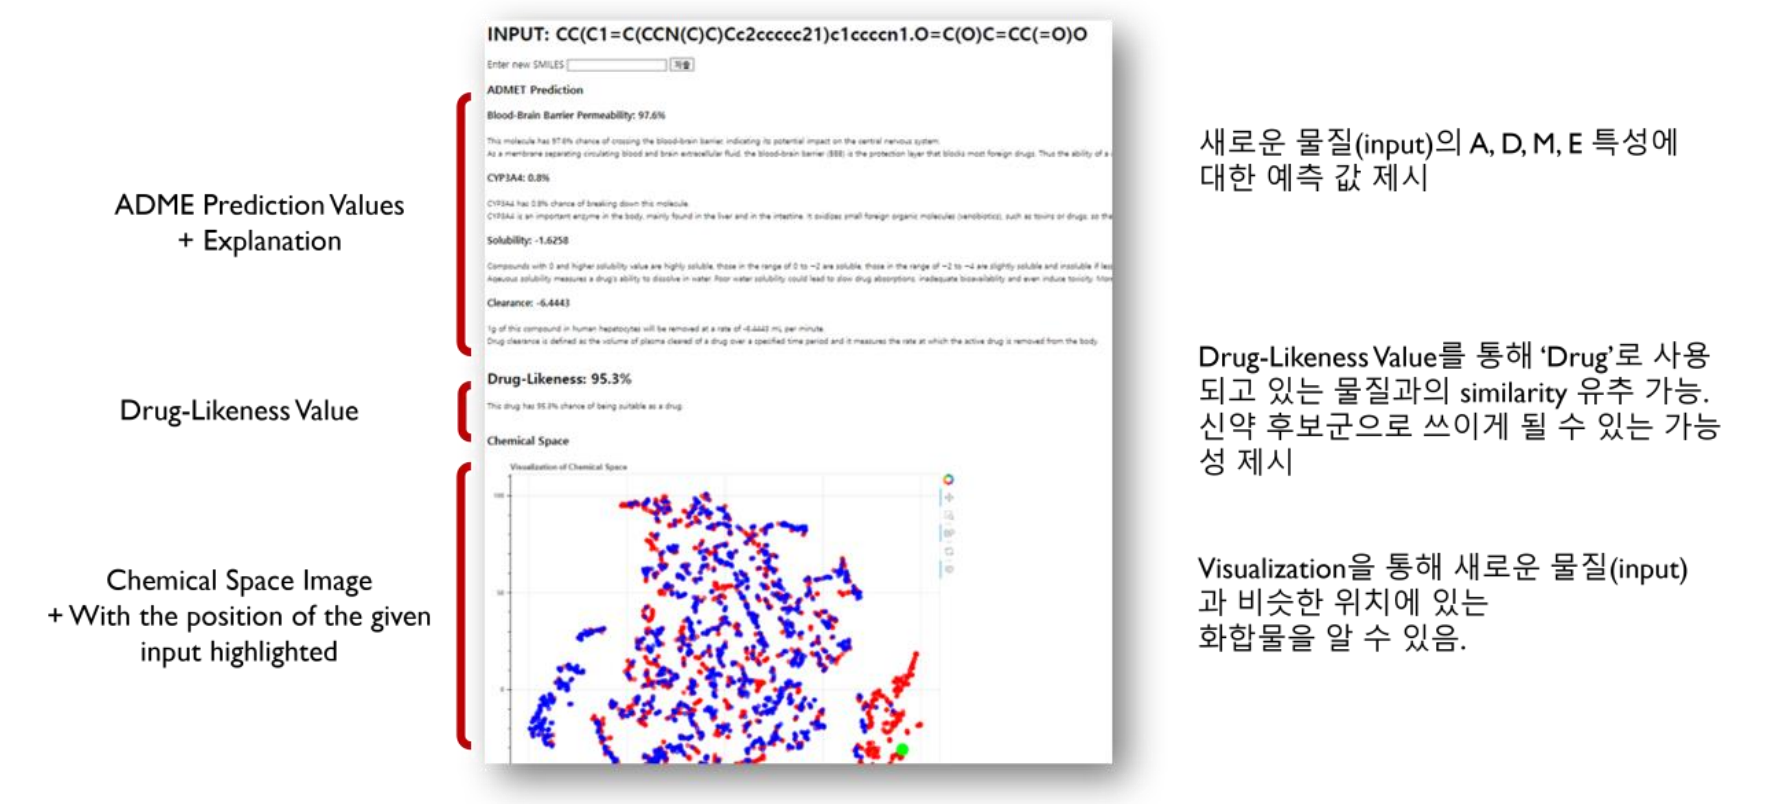 INPUT: CC(C1=C(CCN(C)C)Cc2ccccc21)c1ccccn1.O=C(O)C=CC(=O)O
Enter new SMILES
제출
ADMET Prediction
Blood-Brain Barrier Permeability: 97.6%
This molecule has 97.6% chance of crossing the blood-brain barrier, indicating its potential impact on the central nervous system.
As a membrane separating circulating blood and brain extracellular fluid, the blood-brain barrier (BBB) is the protection layer that blocks most foreign drugs. Thus the ability of a
CYP3A4: 0.8%
CYP3A4 has 0.8% chance of breaking down this molecule.
CYP3A4 is an important enzyme in the body, mainly found in the liver and in the intestine. It oxidizes small foreign organic molecules (xenobiotics), such as toxins or drugs, so tha
Solubility: -1.6258
Compounds with 0 and higher solubility value are highly soluble, those in the range of 0 to −2 are soluble, those in the range of −2 to −4 are slightly soluble and insoluble if less
Aqueous solubility measures a drug's ability to dissolve in water. Poor water solubility could lead to slow drug absorptions, inadequate bioavailablity and even induce toxicity. Mor
Clearance: -6.4443
1g of this compound in human hepatocytes will be removed at a rate of -6.4443 mL per minute.
Drug clearance is defined as the volume of plasma cleared of a drug over a specified time period and it measures the rate at which the active drug is removed from the body.
Drug-Likeness: 95.3%
This drug has 95.3% chance of being suitable as a drug.
Chemical Space
Visualization of Chemical Space
100
50
0
ADME Prediction Values
+ Explanation
Drug-Likeness Value
Chemical Space Image
+ With the position of the given
input highlighted
새로운 물질(input)의 A, D, M, E 특성에
대한 예측 값 제시
Drug-Likeness Value를 통해 ‘Drug’로 사용
되고 있는 물질과의 similarity 유추 가능.
신약 후보군으로 쓰이게 될 수 있는 가능
성 제시
Visualization을 통해 새로운 물질(input)
과 비슷한 위치에 있는
화합물을 알 수 있음.